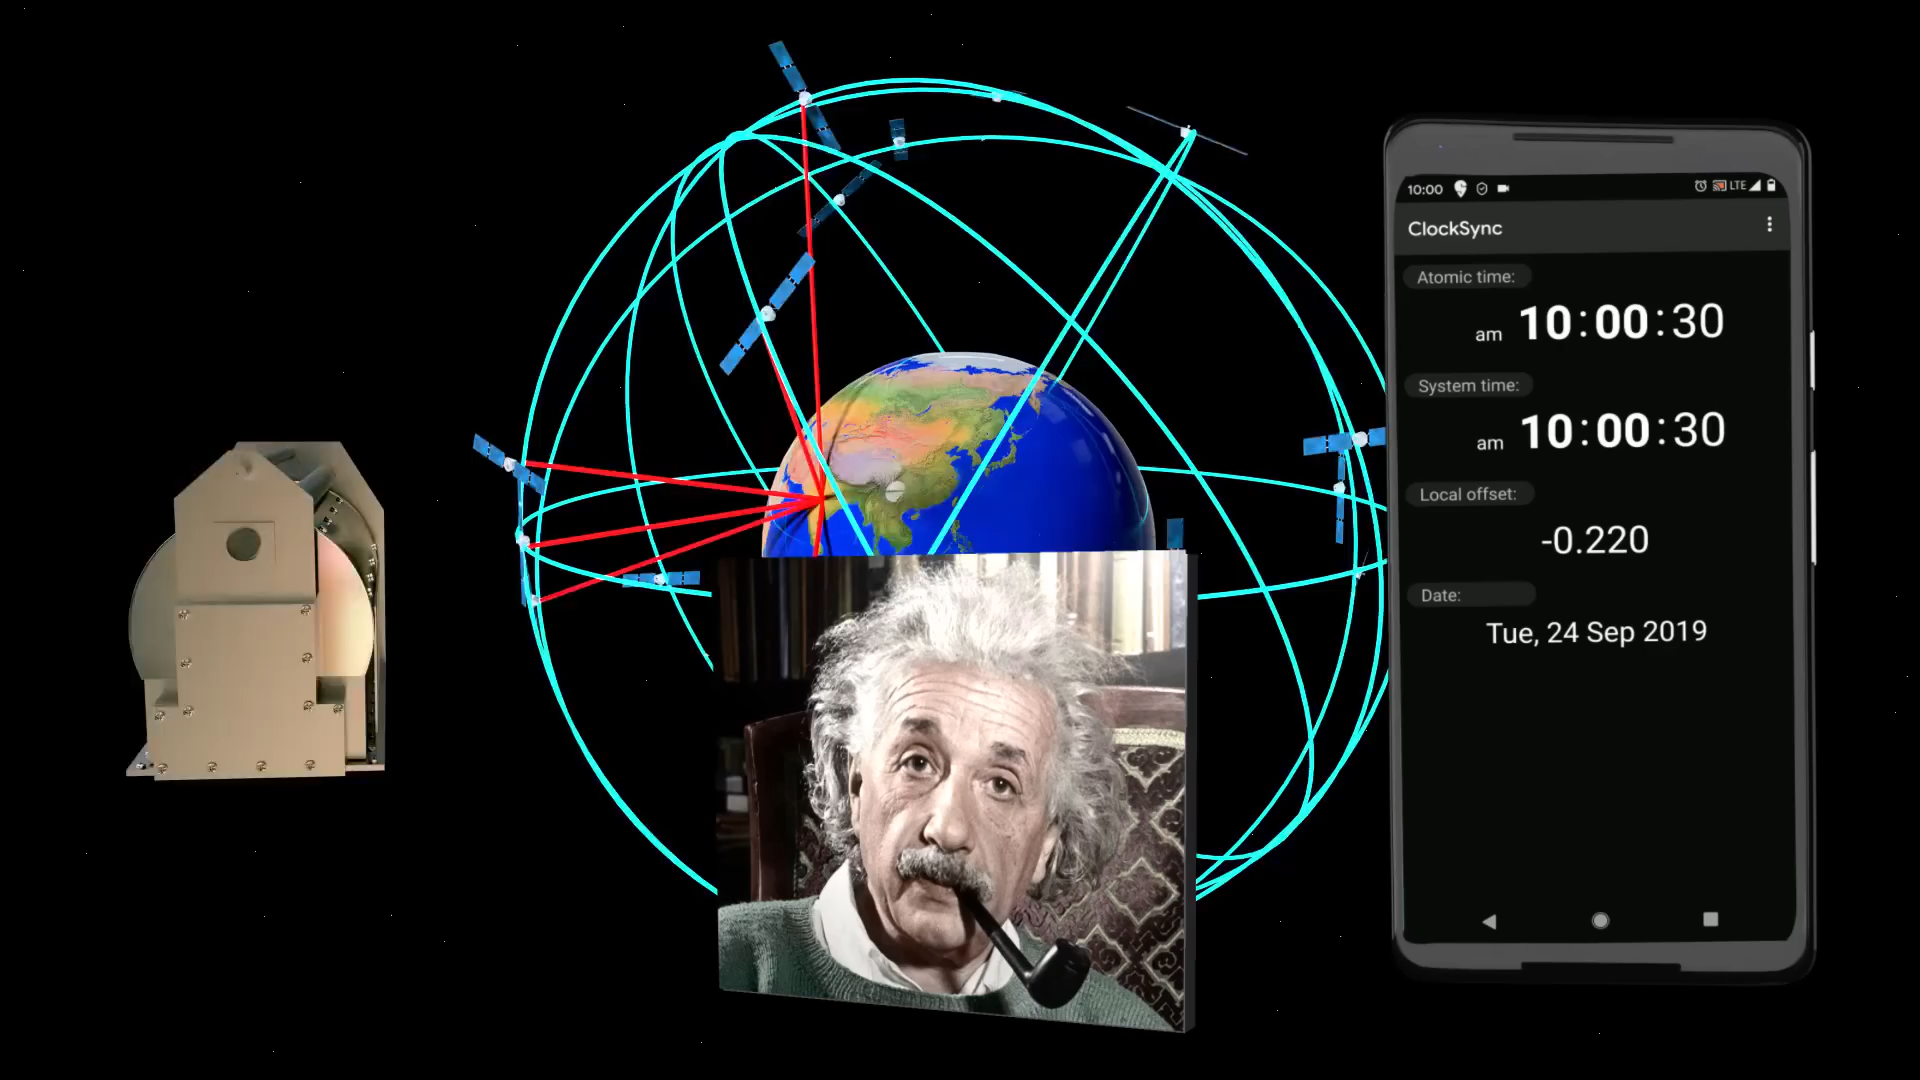 10:00 LTE
ClockSync
Atomic time:
am 10:00:30
System time:
am 10:00:30
Local offset:
-0.220
Date:
Tue, 24 Sep 2019